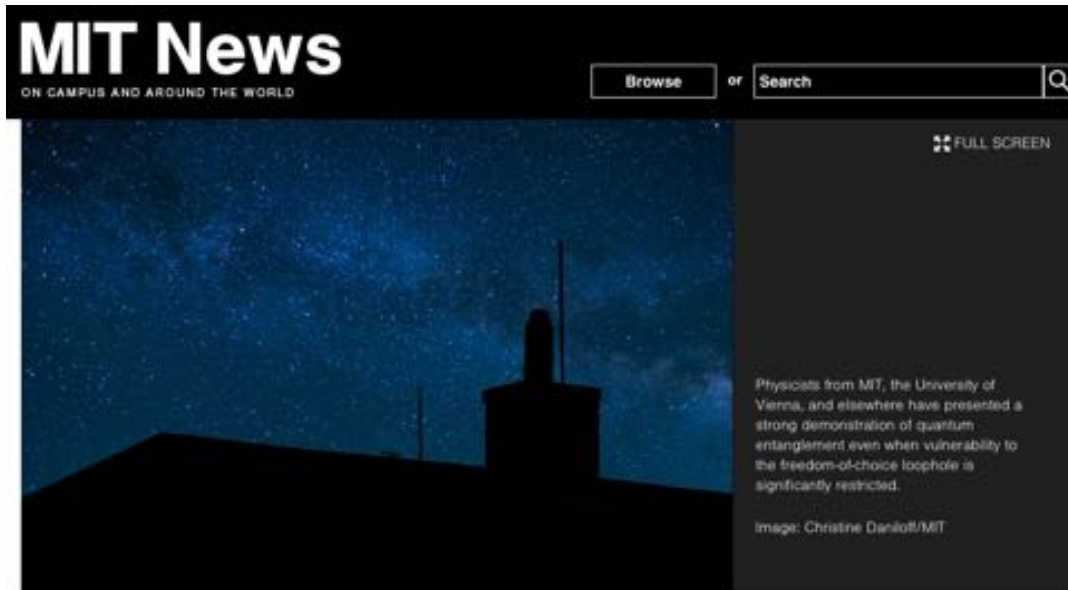 MIT News
ON CAMPUS AND AROUND THE WORLD
Browse or Search
FULL SCREEN
Physicists from MIT, the University of
Vienna, and elsewhere have presented a
strong demonstration of quantum
entanglement even when vulnerability to
the freedom-of-choice loophole is
significantly restricted.
Image: Christine Daniloff/MIT